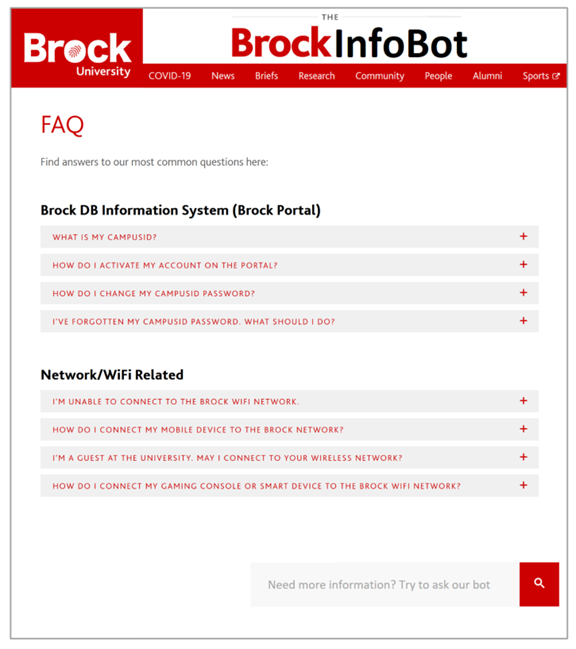 THE
BrockInfoBot
Brock
University
COVID-19 News Briefs Research Community People Alumni Sports
FAQ
Find answers to our most common questions here:
Brock DB Information System (Brock Portal)
WHAT IS MY CAMPUSID? +
HOW DO I ACTIVATE MY ACCOUNT ON THE PORTAL? +
HOW DO I CHANGE MY CAMPUSID PASSWORD? +
I'VE FORGOTTEN MY CAMPUSID PASSWORD. WHAT SHOULD I DO? +
Network/WiFi Related
I'M UNABLE TO CONNECT TO THE BROCK WIFI NETWORK. +
HOW DO I CONNECT MY MOBILE DEVICE TO THE BROCK NETWORK? +
I'M A GUEST AT THE UNIVERSITY. MAY I CONNECT TO YOUR WIRELESS NETWORK? +
HOW DO I CONNECT MY GAMING CONSOLE OR SMART DEVICE TO THE BROCK WIFI NETWORK? +
Need more information? Try to ask our bot